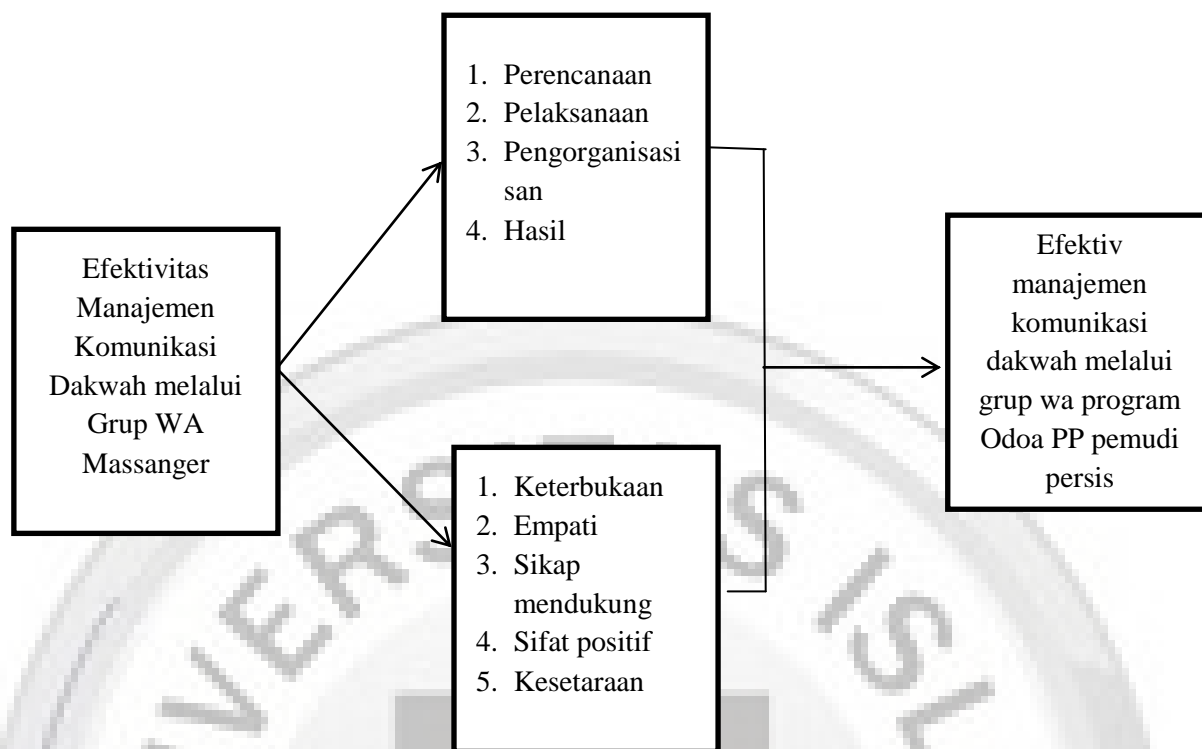 Efektivitas
Manajemen
Komunikasi
Dakwah melalui
Grup WA
Massanger
1. Perencanaan
2. Pelaksanaan
3. Pengorganisasi
san
4. Hasil
1. Keterbukaan
2. Empati
3. Sikap
mendukung
4. Sifat positif
5. Kesetaraan
Efektiv
manajemen
komunikasi
dakwah melalui
grup wa program
Odoa PP pemudi
persis